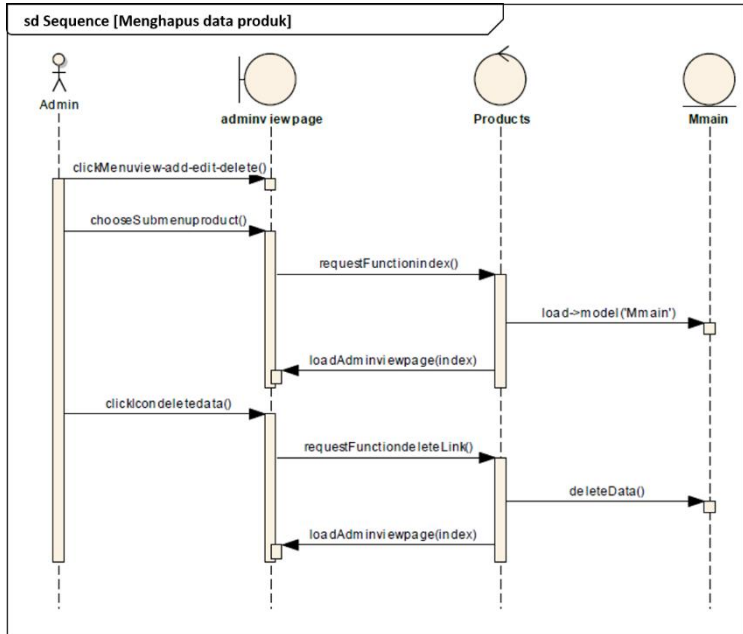 sd Sequence [Menghapus data produk]
Admin
adminviewpage
Products
Mmain
clickMenuview-add-edit-delete()
chooseSubmenuproduct()
requestFunctionindex()
load->model('Mmain')
loadAdminviewpage(index)
clickIcondeletedata()
requestFunctiondeleteLink()
deleteData()
loadAdminviewpage(index)